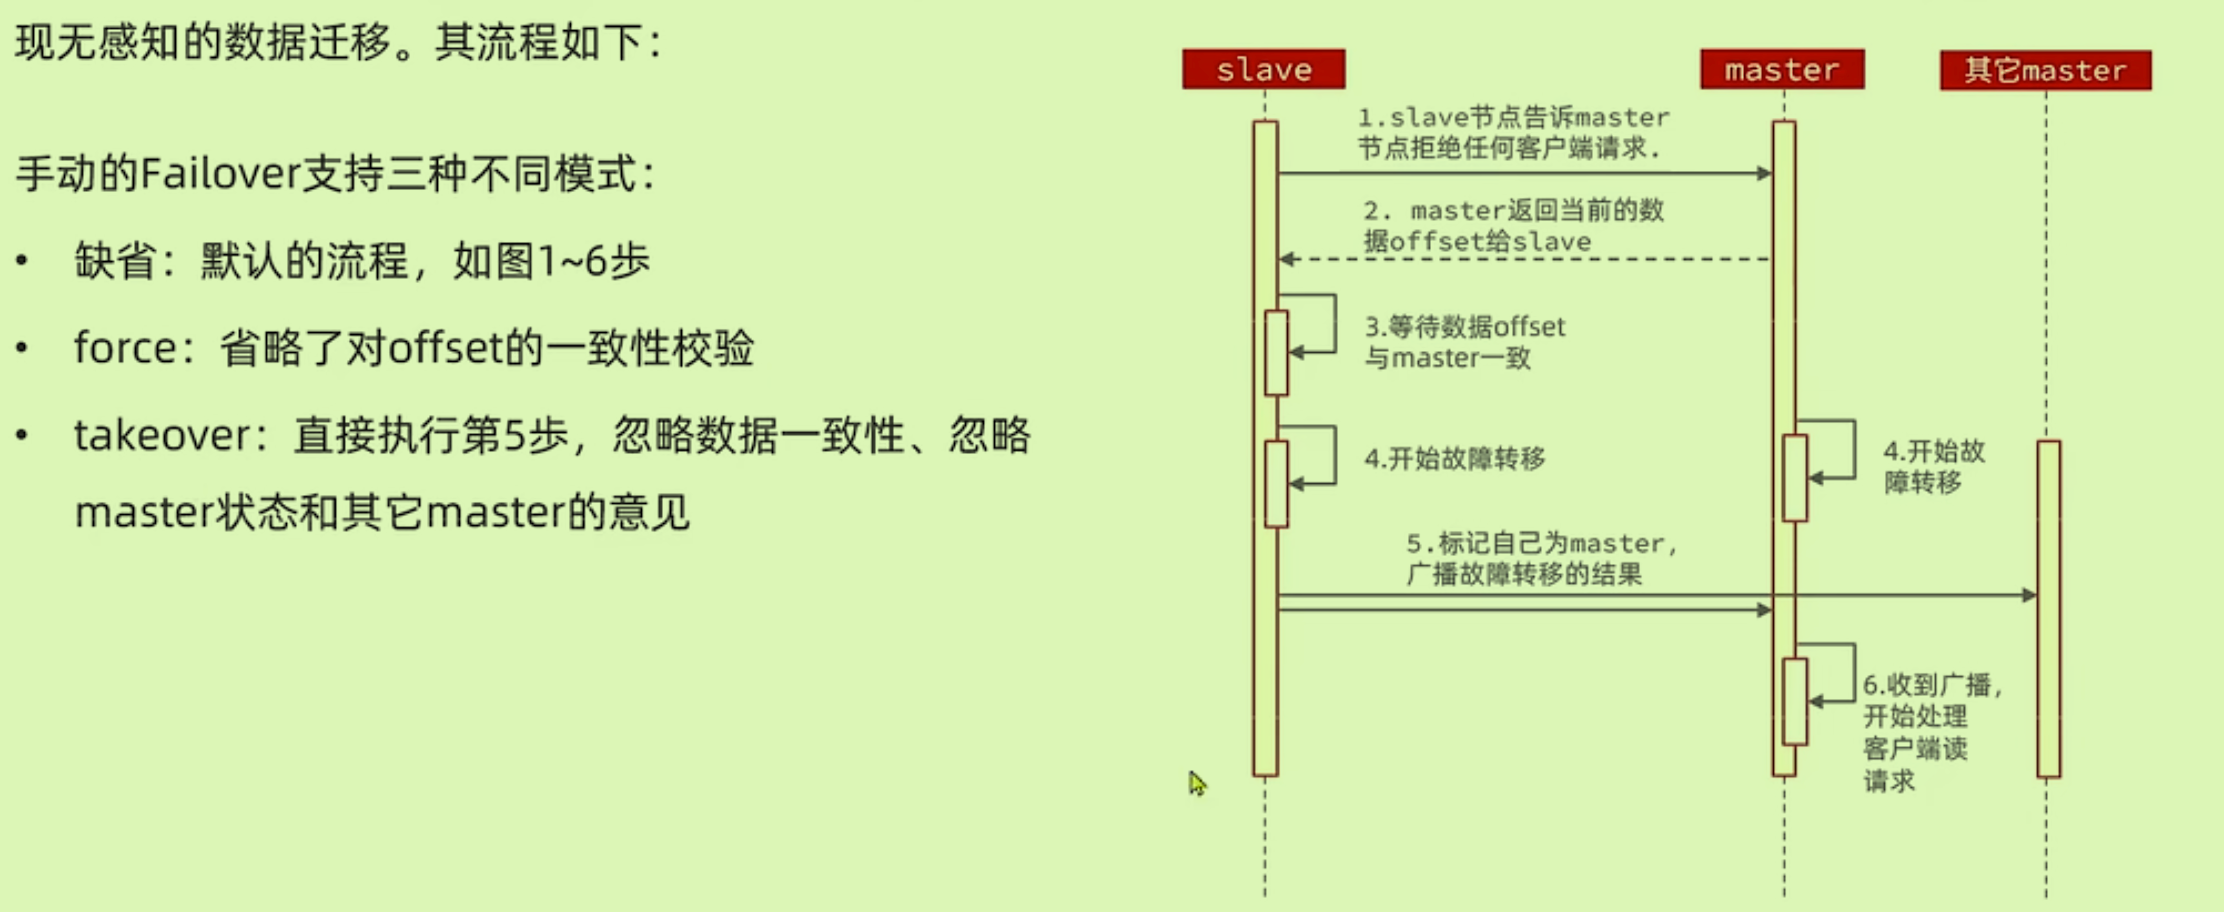 现无感知的数据迁移。其流程如下：
手动的Failover支持三种不同模式：
• 缺省：默认的流程，如图1~6歩
• force：省略了对offset的一致性校验
• takeover：直接执行第5歩，忽略数据一致性、忽略
master状态和其它master的意见
slave
master
其它master
1.slave节点告诉master
节点拒绝任何客户端请求.
2. master返回当前的数
据offset给slave
3.等待数据offset
与master一致
4.开始故障转移
4.开始故
障转移
5.标记自己为master,
广播故障转移的结果
6.收到广播，
开始处理
客户端读
请求